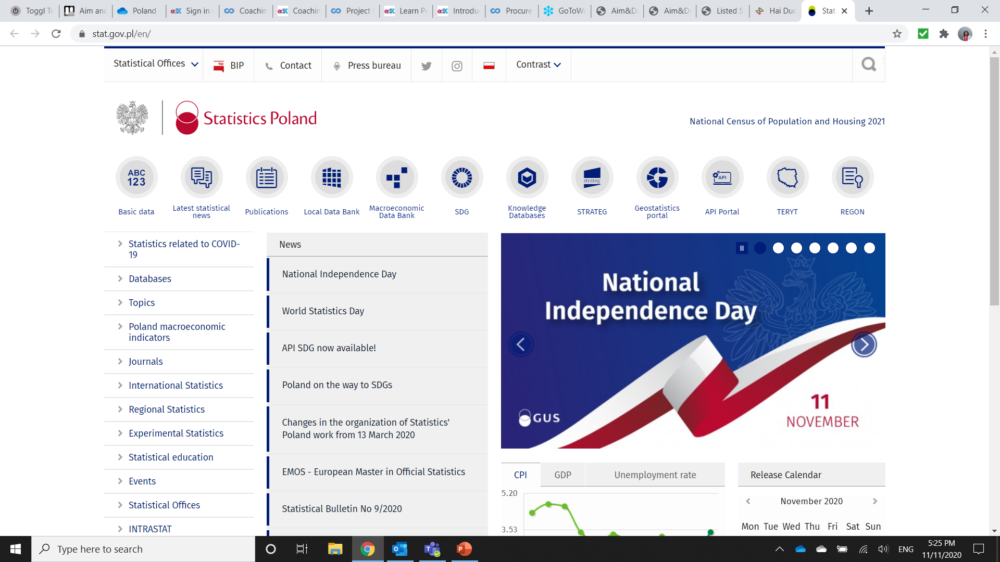 Toggl Tr
Aim and
Poland -
Sign in o
Coachin
Coachin
Project
Learn Pr
Introdu
Procure
GoToWe
Aim&D
Aim&D
Listed S
Hai Duc
Stat
stat.gov.pl/en/
Statistical Offices
BIP
Contact
Press bureau
Contrast
Statistics Poland
National Census of Population and Housing 2021
ABC
123
strateg
API
Basic data
Latest statistical
news
Publications
Local Data Bank
Macroeconomic
Data Bank
SDG
Knowledge
Databases
STRATEG
Geostatistics
portal
API Portal
TERYT
REGON
Statistics related to COVID-
19
Databases
Topics
Poland macroeconomic
indicators
Journals
International Statistics
Regional Statistics
Experimental Statistics
Statistical education
Events
Statistical Offices
INTRASTAT
News
National Independence Day
World Statistics Day
API SDG now available!
Poland on the way to SDGs
Changes in the organization of Statistics'
Poland work from 13 March 2020
EMOS - European Master in Official Statistics
Statistical Bulletin No 9/2020
National
Independence Day
GUS
11
NOVEMBER
CPI
GDP
Unemployment rate
5.20
3.53
Release Calendar
November 2020
Mon Tue Wed Thu Fri Sat Sun
Type here to search
ENG
5:25 PM
11/11/2020